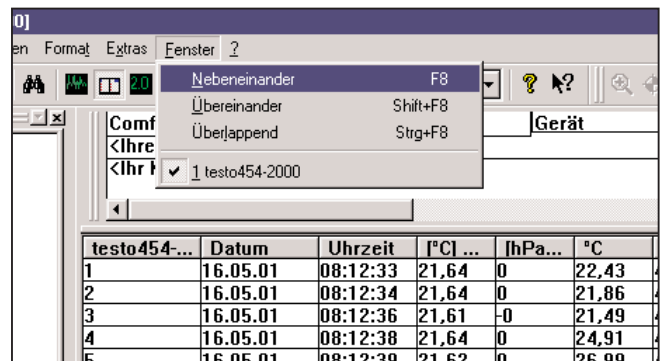 0]
en Format Extras Fenster ?
2.0
Nebeneinander F8
Übereinander Shift+F8
Überlappend Strg+F8
1 testo454-2000
Comf Gerät
<Ihre
<Ihr
testo454-... Datum Uhrzeit [°C] ... [hPa... °C
1 16.05.01 08:12:33 21,64 0 22,43
2 16.05.01 08:12:34 21,64 0 21,86
3 16.05.01 08:12:36 21,61 -0 21,49
4 16.05.01 08:12:38 21,64 0 24,91
5 16.05.01 08:12:39 21,62 0 26,99